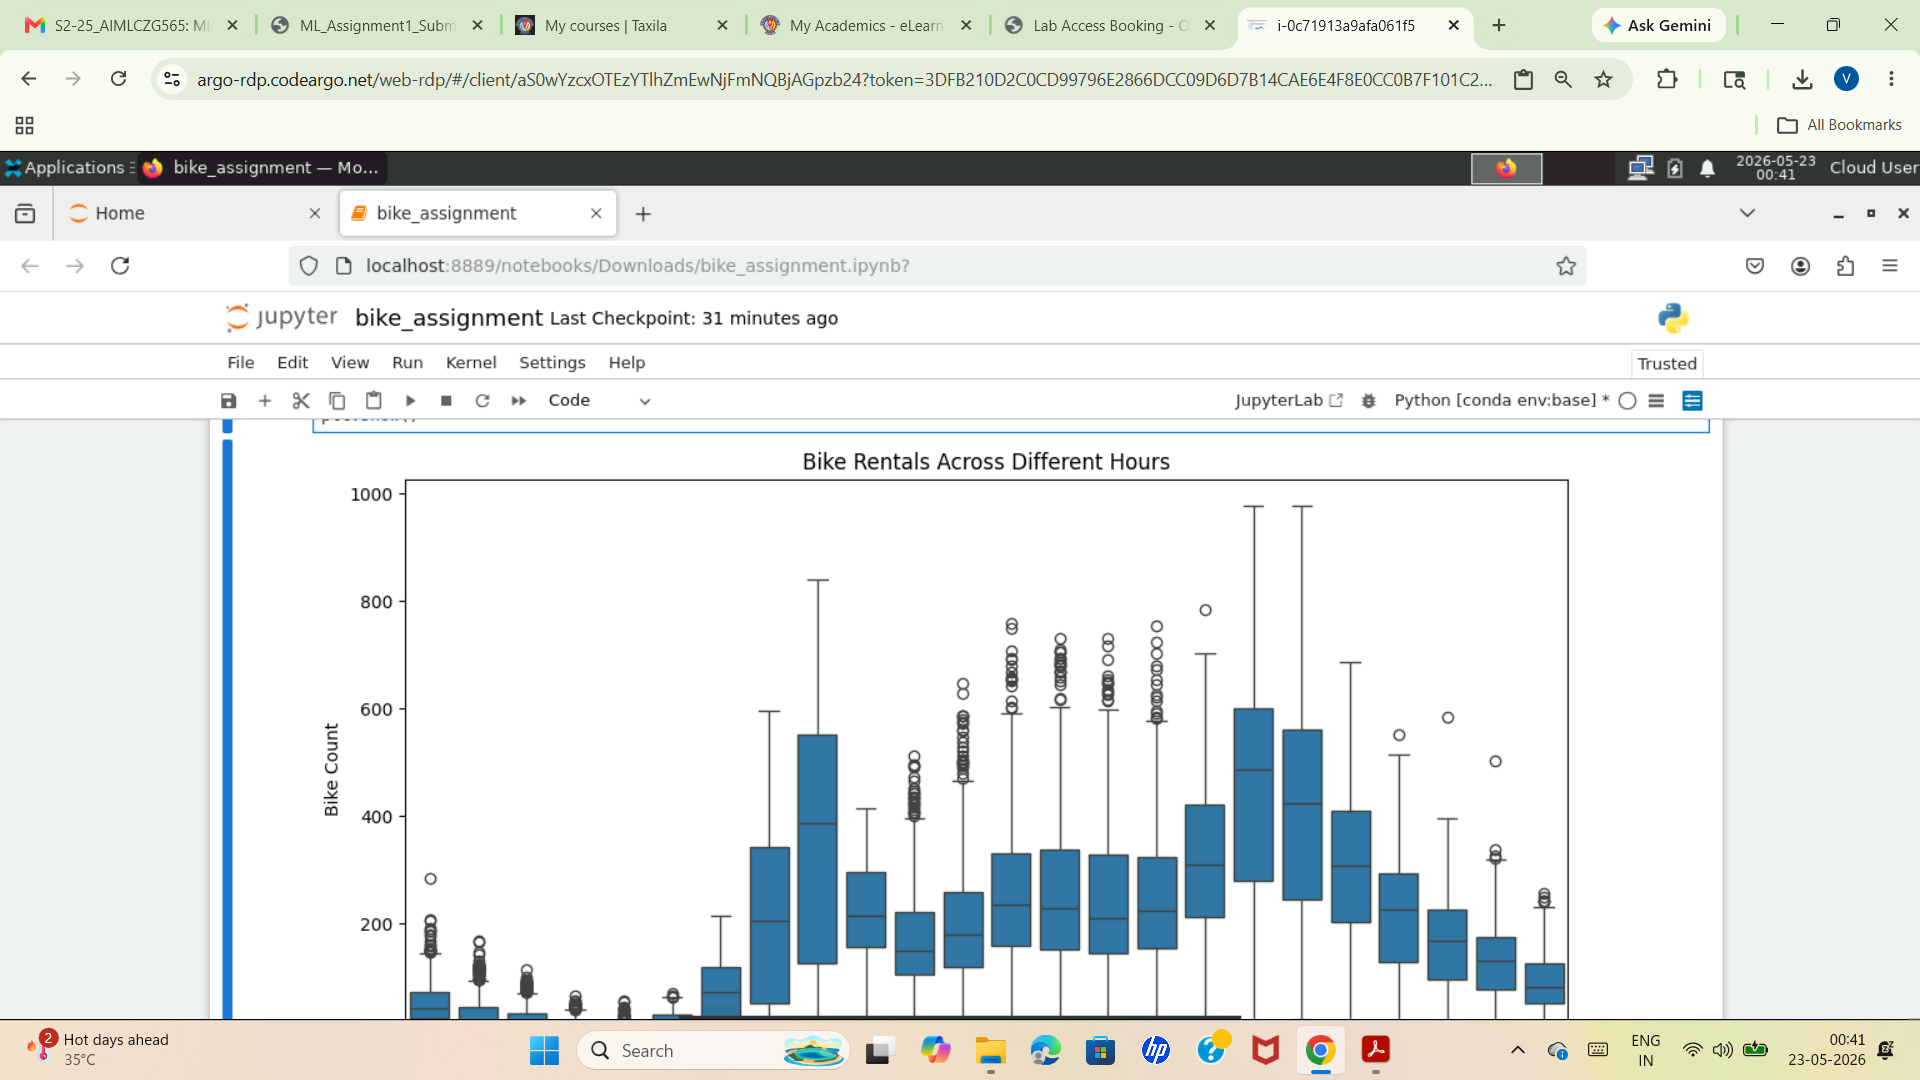 S2-25_AIMLCZG565: ML
ML_Assignment1_Subm
My courses | Taxila
My Academics - eLearn
Lab Access Booking - O
i-0c71913a9afa061f5
Ask Gemini
argo-rdp.codeargo.net/web-rdp/#/client/aS0wYzcxOTEzYTlhZmEwNjFmNQBjAGpzb24?token=3DFB210D2C0CD99796E2866DCC09D6D7B14CAE6E4F8E0CC0B7F101C2...
V
All Bookmarks
Applications
bike_assignment — Mo...
2026-05-23
00:41
Cloud User
Home
bike_assignment
localhost:8889/notebooks/Downloads/bike_assignment.ipynb?
jupyter bike_assignment Last Checkpoint: 31 minutes ago
File Edit View Run Kernel Settings Help
Trusted
Code
JupyterLab
Python [conda env:base] *
Bike Rentals Across Different Hours
1000
800
600
400
200
Bike Count
2
Hot days ahead
35°C
Search
hp
ENG
IN
00:41
23-05-2026